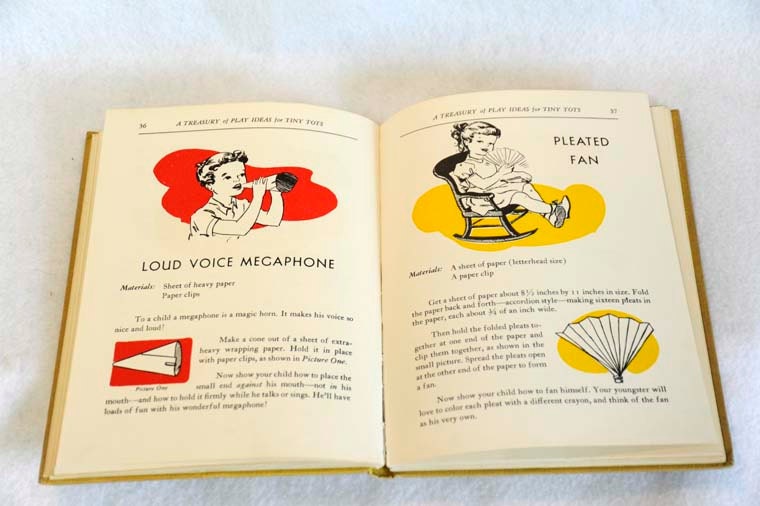 36 A TREASURY of PLAY IDEAS for TINY TOTS
LOUD VOICE MEGAPHONE
Materials: Sheet of heavy paper
Paper clips
To a child a megaphone is a magic horn. It makes his voice so
nice and loud!
Make a cone out of a sheet of extra-
heavy wrapping paper. Hold it in place
with paper clips, as shown in Picture One.
Picture One
Now show your child how to place the
small end against his mouth—not in his
mouth—and how to hold it firmly while he talks or sings. He'll have
loads of fun with his wonderful megaphone!
A TREASURY of PLAY IDEAS for TINY TOTS 37
PLEATED
FAN
Materials: A sheet of paper (letterhead size)
A paper clip
Get a sheet of paper about 8½ inches by 11 inches in size. Fold
the paper back and forth—accordion style—making sixteen pleats in
the paper, each about ¾ of an inch wide.
Then hold the folded pleats to-
gether at one end of the paper and
clip them together, as shown in the
small picture. Spread the pleats open
at the other end of the paper to form
a fan.
Now show your child how to fan himself. Your youngster will
love to color each pleat with a different crayon, and think of the fan
as his very own.